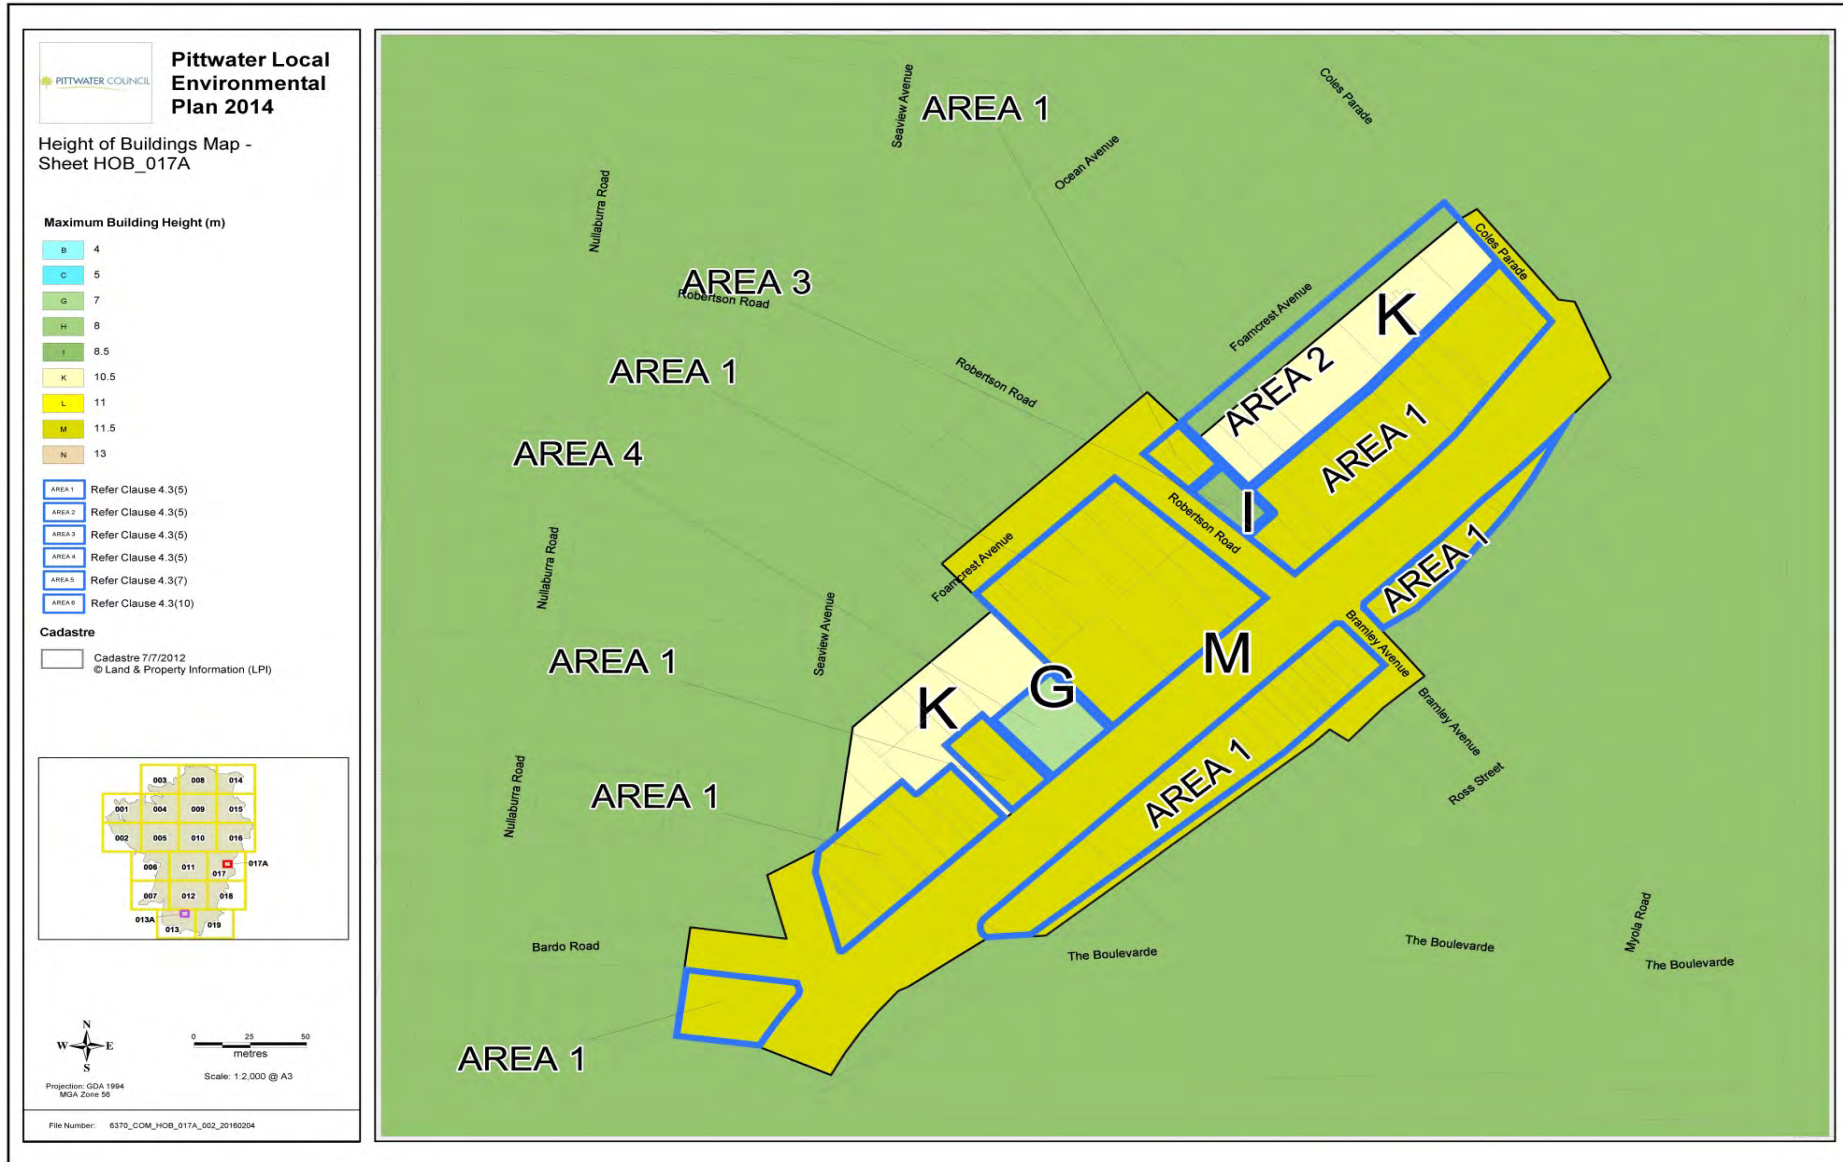 PITTWATER COUNCIL
Pittwater Local
Environmental
Plan 2014
Height of Buildings Map -
Sheet HOB_017A
Maximum Building Height (m)
B 4
C 5
G 7
H 8
I 8.5
K 10.5
L 11
M 11.5
N 13
AREA 1 Refer Clause 4.3(5)
AREA 2 Refer Clause 4.3(5)
AREA 3 Refer Clause 4.3(5)
AREA 4 Refer Clause 4.3(5)
AREA 5 Refer Clause 4.3(7)
AREA 6 Refer Clause 4.3(10)
Cadastre
Cadastre 7/7/2012
© Land & Property Information (LPI)
003 008 014
001 004 009 015
002 005 010 016
006 011 017 017A
007 012 018
013A 013 019
N
W E
S
0 25 50
metres
Scale: 1:2,000 @ A3
Projection: GDA 1994
MGA Zone 56
File Number: 6370_COM_HOB_017A_002_20160204
Seaview Avenue
AREA 1
Coles Parade
Ocean Avenue
Nullaburra Road
Coles Parade
AREA 3
Robertson Road
Foamcrest Avenue
K
AREA 1
Robertson Road
AREA 2
AREA 4
AREA 1
I
Robertson Road
Nullaburra Road
Foamcrest Avenue
AREA 1
Seaview Avenue
Bramley Avenue
AREA 1
M
G
K
Bramley Avenue
AREA 1
AREA 1
Ross Street
Nullaburra Road
Bardo Road
The Boulevarde
The Boulevarde
Myola Road
The Boulevarde
AREA 1